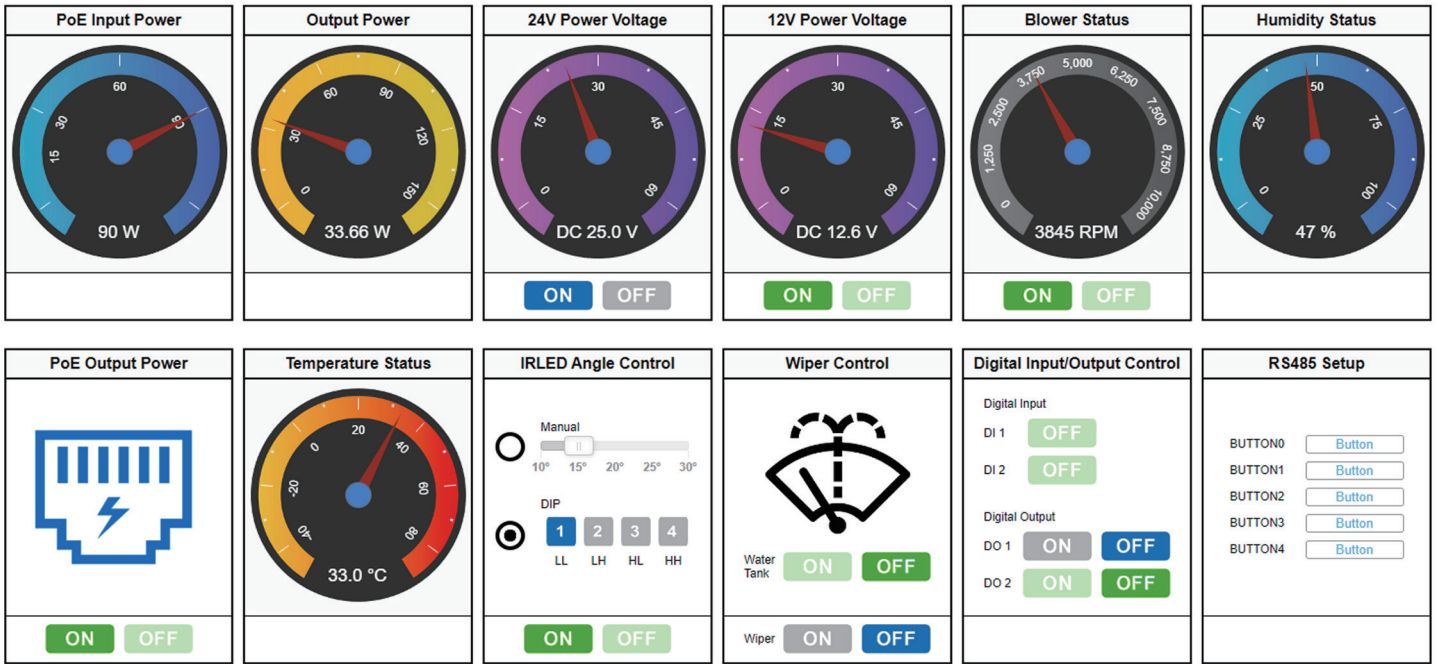 PoE Input Power
15
30
60
90
90 W
Output Power
0
30
60
90
120
150
33.66 W
24V Power Voltage
0
15
30
45
60
DC 25.0 V
ON OFF
12V Power Voltage
0
15
30
45
60
DC 12.6 V
ON OFF
Blower Status
0
1,250
2,500
3,750
5,000
6,250
7,500
8,750
10,000
3845 RPM
ON OFF
Humidity Status
0
25
50
75
100
47 %
PoE Output Power
ON OFF
Temperature Status
-40
-20
0
20
40
60
80
33.0 °C
IRLED Angle Control
Manual
10° 15° 20° 25° 30°
DIP
1 2 3 4
LL LH HL HH
ON OFF
Wiper Control
Water
Tank
ON OFF
Wiper ON OFF
Digital Input/Output Control
Digital Input
DI 1 OFF
DI 2 OFF
Digital Output
DO 1 ON OFF
DO 2 ON OFF
RS485 Setup
BUTTON0 Button
BUTTON1 Button
BUTTON2 Button
BUTTON3 Button
BUTTON4 Button